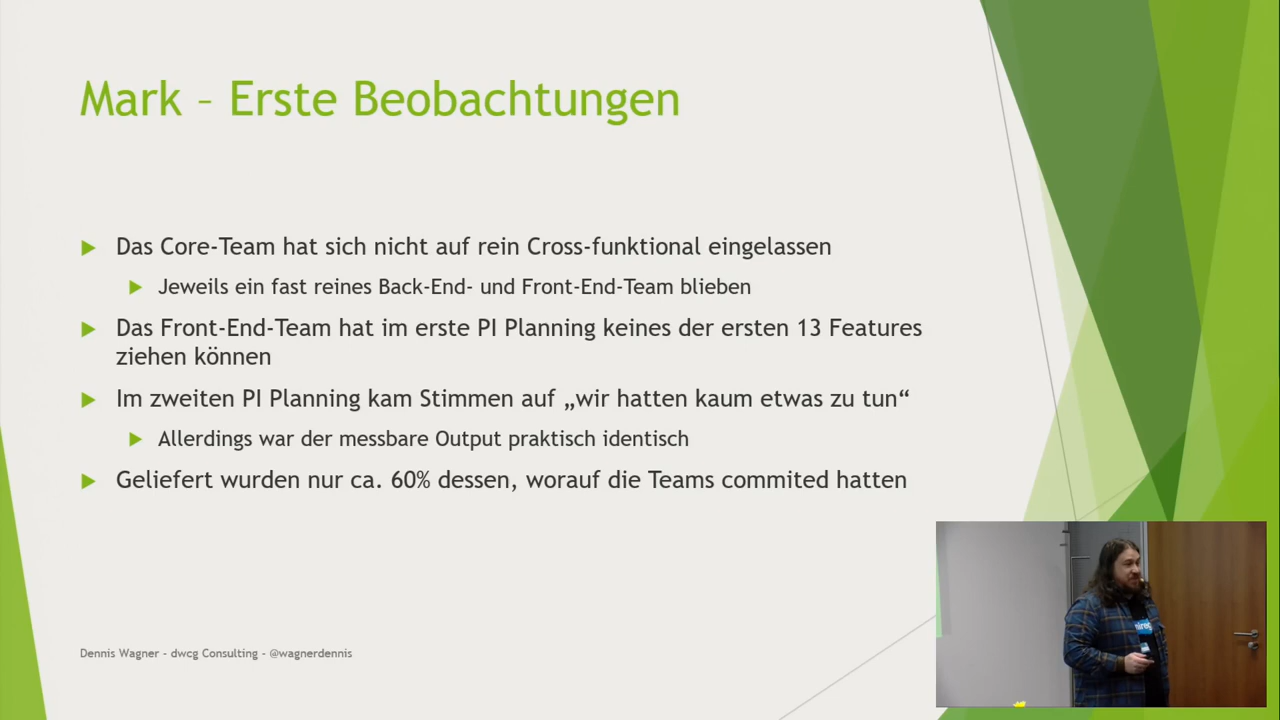 Mark – Erste Beobachtungen
Das Core-Team hat sich nicht auf rein Cross-funktional eingelassen
Jeweils ein fast reines Back-End- und Front-End-Team blieben
Das Front-End-Team hat im erste PI Planning keines der ersten 13 Features
ziehen können
Im zweiten PI Planning kam Stimmen auf „wir hatten kaum etwas zu tun“
Allerdings war der messbare Output praktisch identisch
Geliefert wurden nur ca. 60% dessen, worauf die Teams commited hatten
Dennis Wagner – dwcg Consulting - @wagnerdennis